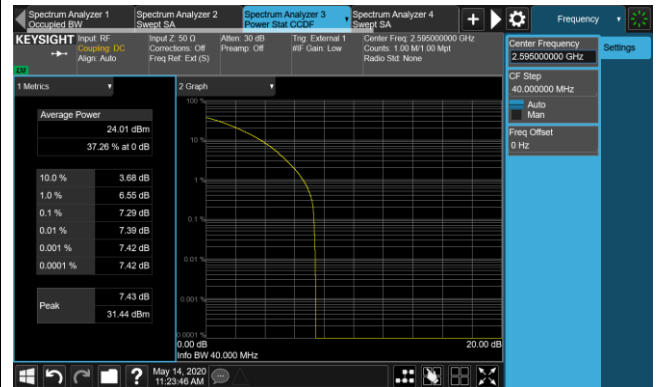 Spectrum Analyzer 1
Occupied BW
Spectrum Analyzer 2
Swept SA
Spectrum Analyzer 3
Power Stat CCDF
Spectrum Analyzer 4
Swept SA
Frequency
KEYSIGHT
Input: RF
Coupling: DC
Align: Auto
Input Z: 50 Ω
Corrections: Off
Freq Ref: Ext (S)
Atten: 30 dB
Preamp: Off
Trig: External 1
#IF Gain: Low
Center Freq: 2.595000000 GHz
Counts: 1.00 M/1.00 Mpt
Radio Std: None
Center Frequency
2.595000000 GHz
Settings
CF Step
40.000000 MHz
Auto
Man
Freq Offset
0 Hz
1 Metrics
2 Graph
Average Power
24.01 dBm
37.26 % at 0 dB
10.0 % 3.68 dB
1.0 % 6.55 dB
0.1 % 7.29 dB
0.01 % 7.39 dB
0.001 % 7.42 dB
0.0001 % 7.42 dB
Peak
7.43 dB
31.44 dBm
100 %
10 %
1 %
0.1 %
0.01 %
0.001 %
0.0001 %
0.00 dB
20.00 dB
Info BW 40.000 MHz
May 14, 2020
11:23:46 AM